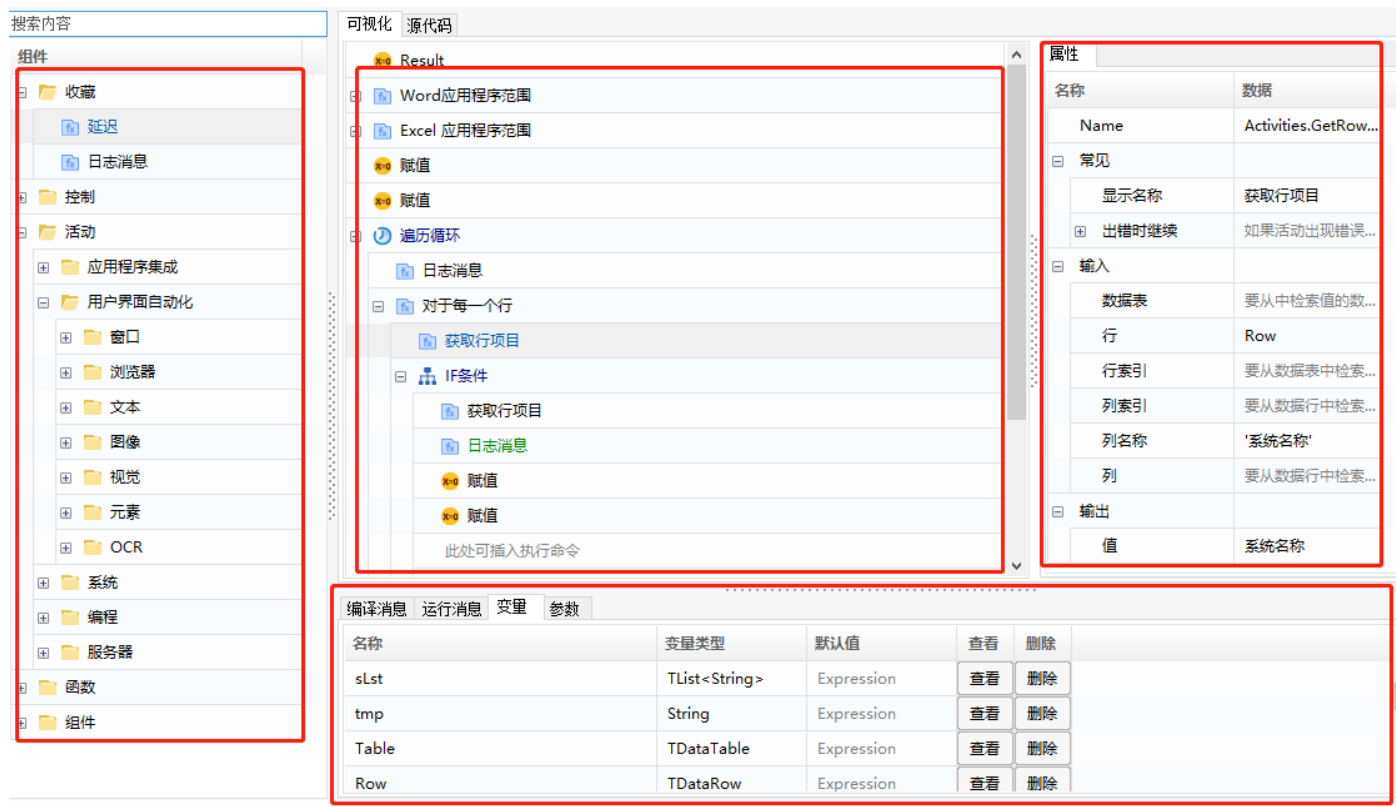 搜索内容
组件
收藏
延迟
日志消息
控制
活动
应用程序集成
用户界面自动化
窗口
浏览器
文本
图像
视觉
元素
OCR
系统
编程
服务器
函数
组件
可视化 源代码
Result
Word应用程序范围
Excel 应用程序范围
赋值
赋值
遍历循环
日志消息
对于每一个行
获取行项目
IF条件
获取行项目
日志消息
赋值
赋值
此处可插入执行命令
属性
名称 数据
Name Activities.GetRow...
常见
显示名称 获取行项目
出错时继续 如果活动出现错误...
输入
数据表 要从中检索值的数...
行 Row
行索引 要从数据表中检索...
列索引 要从数据行中检索...
列名称 '系统名称'
列 要从数据行中检索...
输出
值 系统名称
编译消息 运行消息 变量 参数
名称 变量类型 默认值 查看 删除
sLst TList<String> Expression 查看 删除
tmp String Expression 查看 删除
Table TDataTable Expression 查看 删除
Row TDataRow Expression 查看 删除